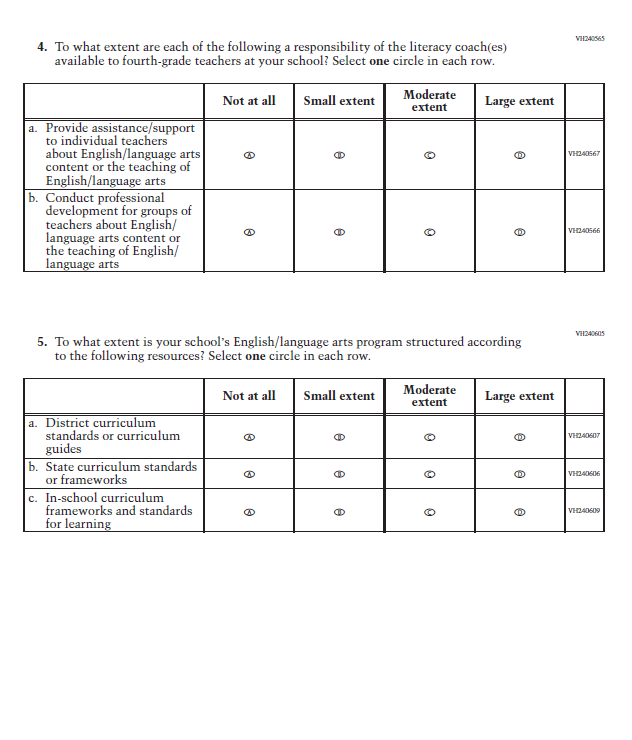 VH240565
4. To what extent are each of the following a responsibility of the literacy coach(es)
available to fourth-grade teachers at your school? Select one circle in each row.
Not at all Small extent Moderate extent Large extent
a. Provide assistance/support
to individual teachers
about English/language arts
content or the teaching of
English/language arts
A B C D VH240567
b. Conduct professional
development for groups of
teachers about English/
language arts content or
the teaching of English/
language arts
A B C D VH240566
VH240605
5. To what extent is your school's English/language arts program structured according
to the following resources? Select one circle in each row.
Not at all Small extent Moderate extent Large extent
a. District curriculum
standards or curriculum
guides
A B C D VH240607
b. State curriculum standards
or frameworks
A B C D VH240606
c. In-school curriculum
frameworks and standards
for learning
A B C D VH240609